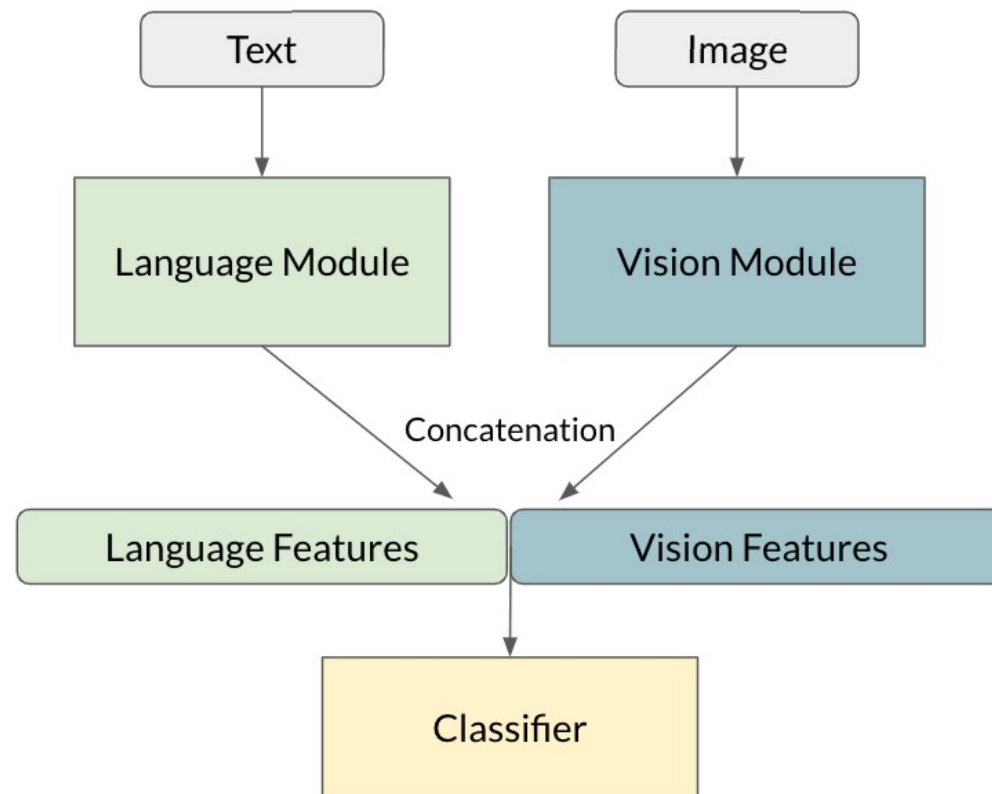 Text
Image
Language Module
Vision Module
Concatenation
Language Features
Vision Features
Classifier